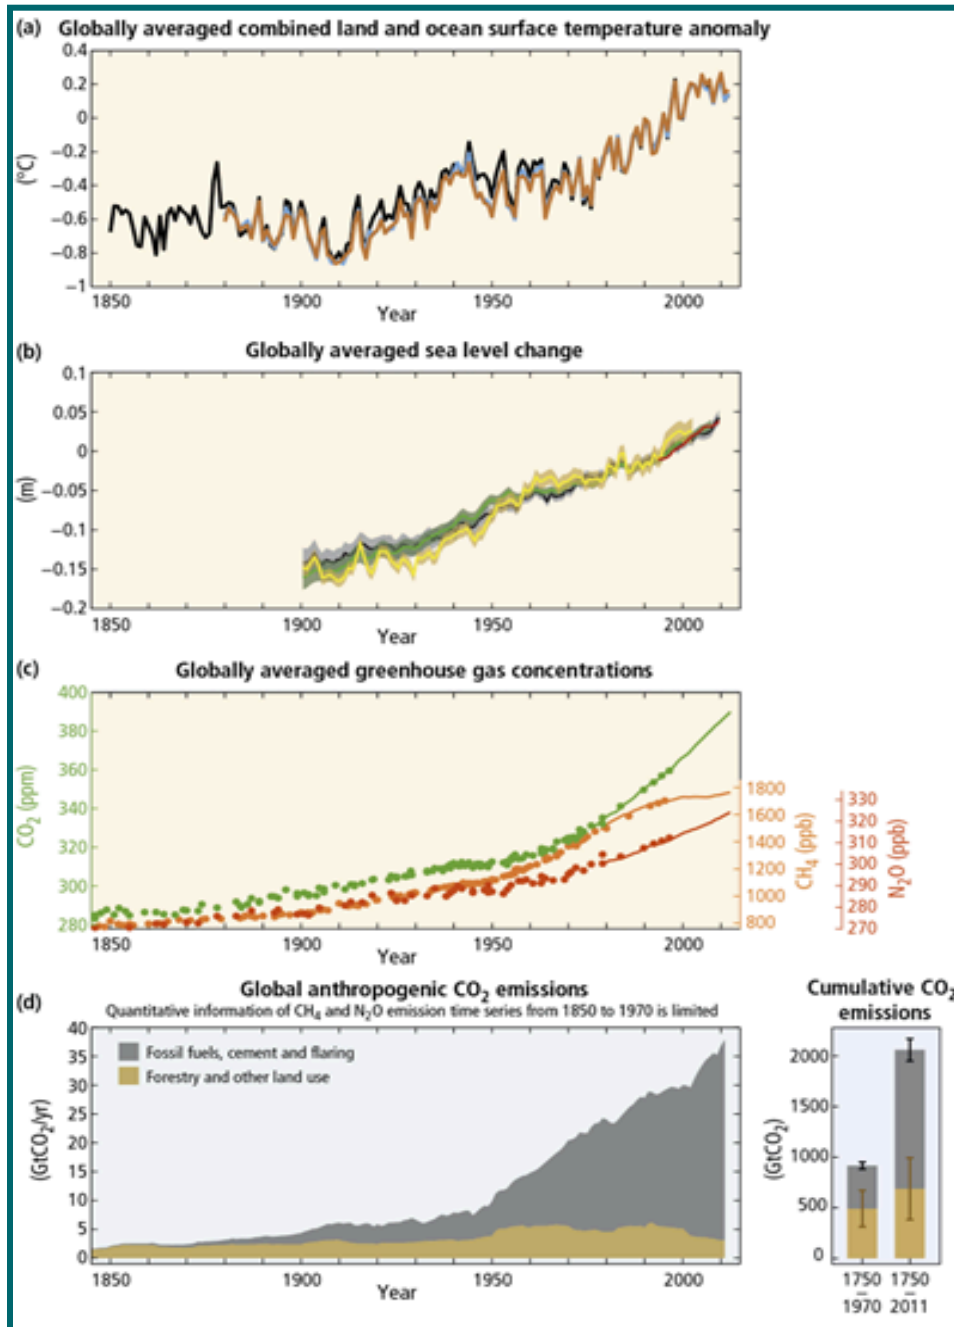 (a) Globally averaged combined land and ocean surface temperature anomaly
0.4
0.2
0
−0.2
−0.4
−0.6
−0.8
−1
(°C)
1850 1900 1950 2000
Year
(b) Globally averaged sea level change
0.1
0.05
0
−0.05
−0.1
−0.15
−0.2
(m)
1850 1900 1950 2000
Year
(c) Globally averaged greenhouse gas concentrations
400
380
360
340
320
300
280
CO2 (ppm)
1800
1600
1400
1200
1000
800
CH4 (ppb)
330
320
310
300
290
280
270
N2O (ppb)
1850 1900 1950 2000
Year
(d) Global anthropogenic CO2 emissions
Quantitative information of CH4 and N2O emission time series from 1850 to 1970 is limited
40
35
30
25
20
15
10
5
0
(GtCO2/yr)
Fossil fuels, cement and flaring
Forestry and other land use
1850 1900 1950 2000
Year
Cumulative CO2
emissions
2000
1500
1000
500
0
(GtCO2)
1750 1750
– –
1970 2011